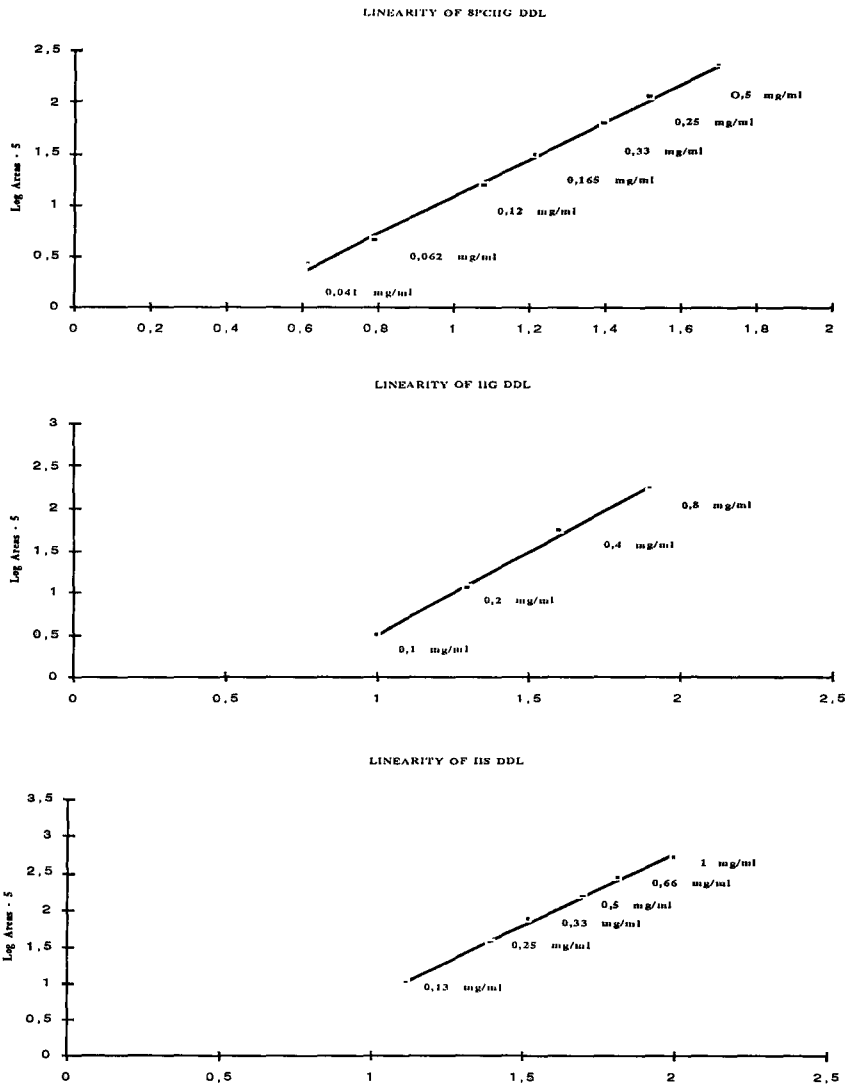 LINEARITY OF 8PCHG DDL
2,5
2
1,5
1
0,5
0
Log Areas - 5
O,5 mg/ml
0,25 mg/ml
0,33 mg/ml
0,165 mg/ml
0,12 mg/ml
0,062 mg/ml
0,041 mg/ml
0 0,2 0,4 0,6 0,8 1 1,2 1,4 1,6 1,8 2
LINEARITY OF HG DDL
3
2,5
2
1,5
1
0,5
0
Log Areas - 5
0,8 mg/ml
0,4 mg/ml
0,2 mg/ml
0,1 mg/ml
0 0,5 1 1,5 2 2,5
LINEARITY OF HS DDL
3,5
3
2,5
2
1,5
1
0,5
0
Log Areas - 5
1 mg/ml
0,66 mg/ml
0,5 mg/ml
0,33 mg/ml
0,25 mg/ml
0,13 mg/ml
0 0,5 1 1,5 2 2,5